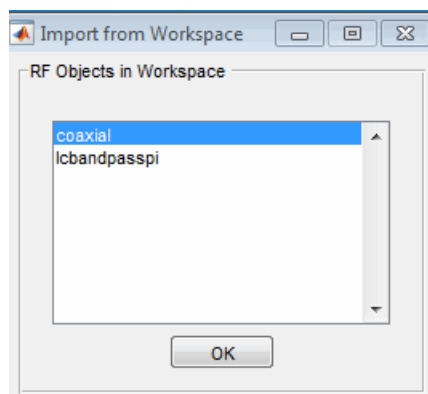 Import from Workspace
RF Objects in Workspace
coaxial
lcbandpasspi
OK